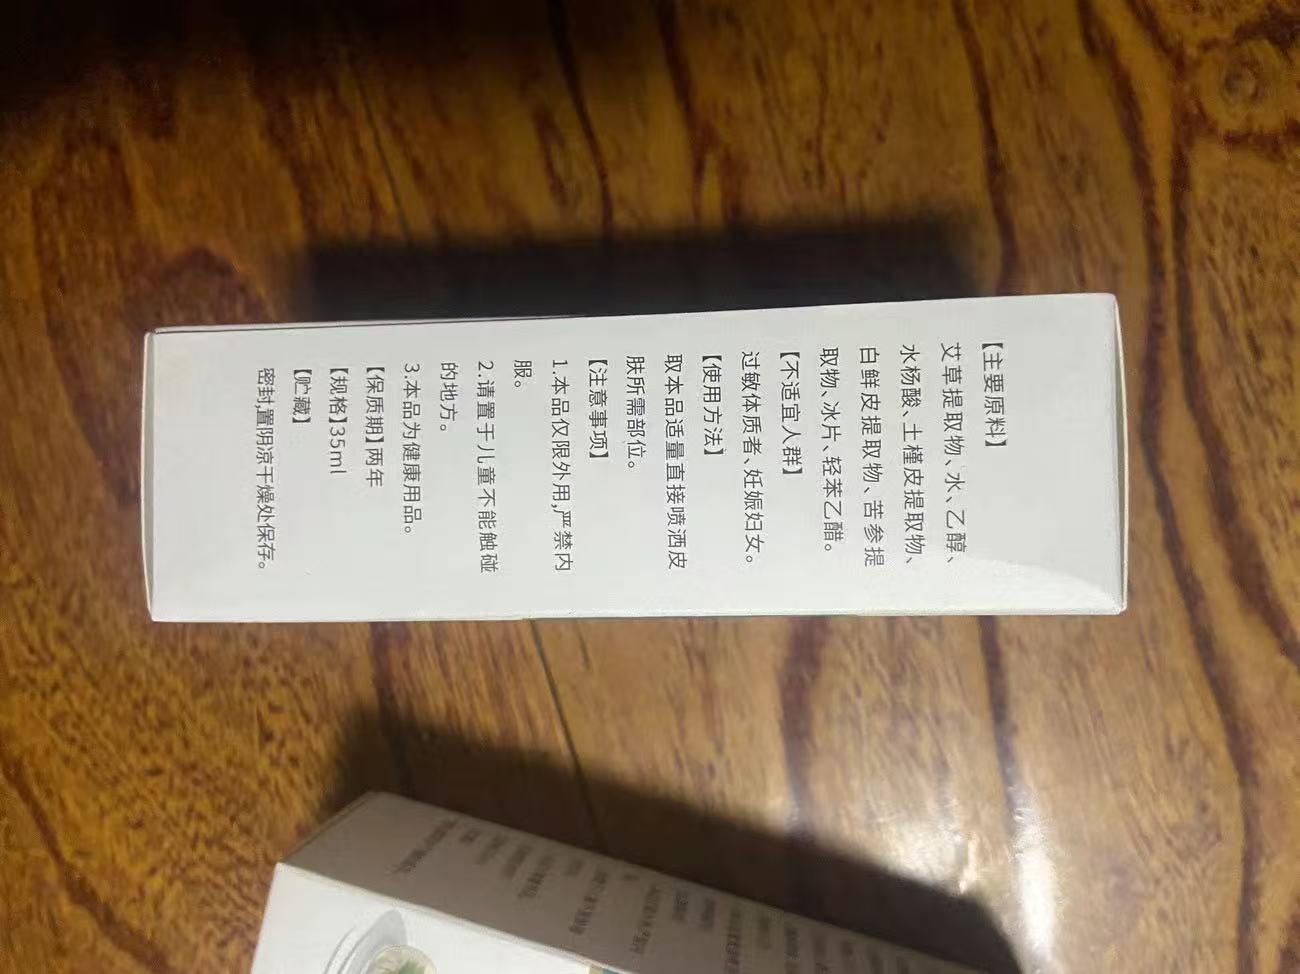 【主要原料】
艾草提取物、水、乙醇、
水杨酸、土槿皮提取物、
白鲜皮提取物、苦参提
取物、冰片、轻苯乙醋。
【不适宜人群】
过敏体质者、妊娠妇女。
【使用方法】
取本品适量直接喷洒皮
肤所需部位。
【注意事项】
1.本品仅限外用,严禁内
服。
2.请置于儿童不能触碰
的地方。
3.本品为健康用品。
【保质期】两年
【规格】35ml
【贮藏】
密封,置阴凉干燥处保存。